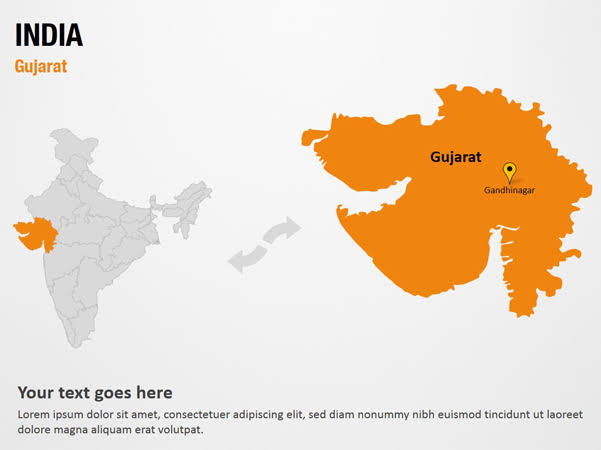 INDIA
Gujarat
Gujarat
Gandhinagar
Your text goes here
Lorem ipsum dolor sit amet, consectetuer adipiscing elit, sed diam nonummy nibh euismod tincidunt ut laoreet
dolore magna aliquam erat volutpat.